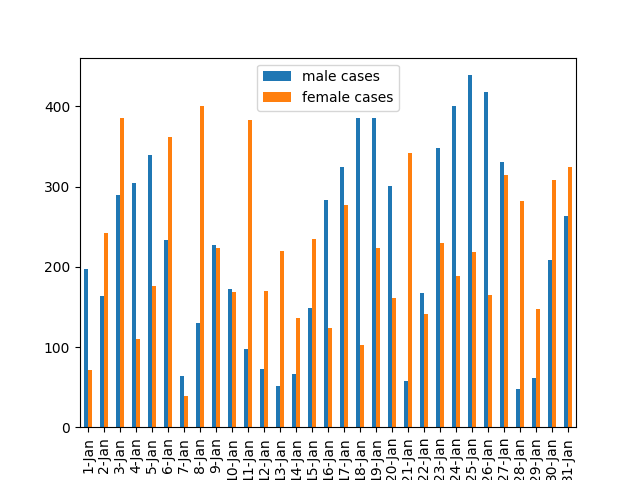 male cases
female cases
400
300
200
100
0
1-Jan
2-Jan
3-Jan
4-Jan
5-Jan
6-Jan
7-Jan
8-Jan
9-Jan
10-Jan
11-Jan
12-Jan
13-Jan
14-Jan
15-Jan
16-Jan
17-Jan
18-Jan
19-Jan
20-Jan
21-Jan
22-Jan
23-Jan
24-Jan
25-Jan
26-Jan
27-Jan
28-Jan
29-Jan
30-Jan
31-Jan